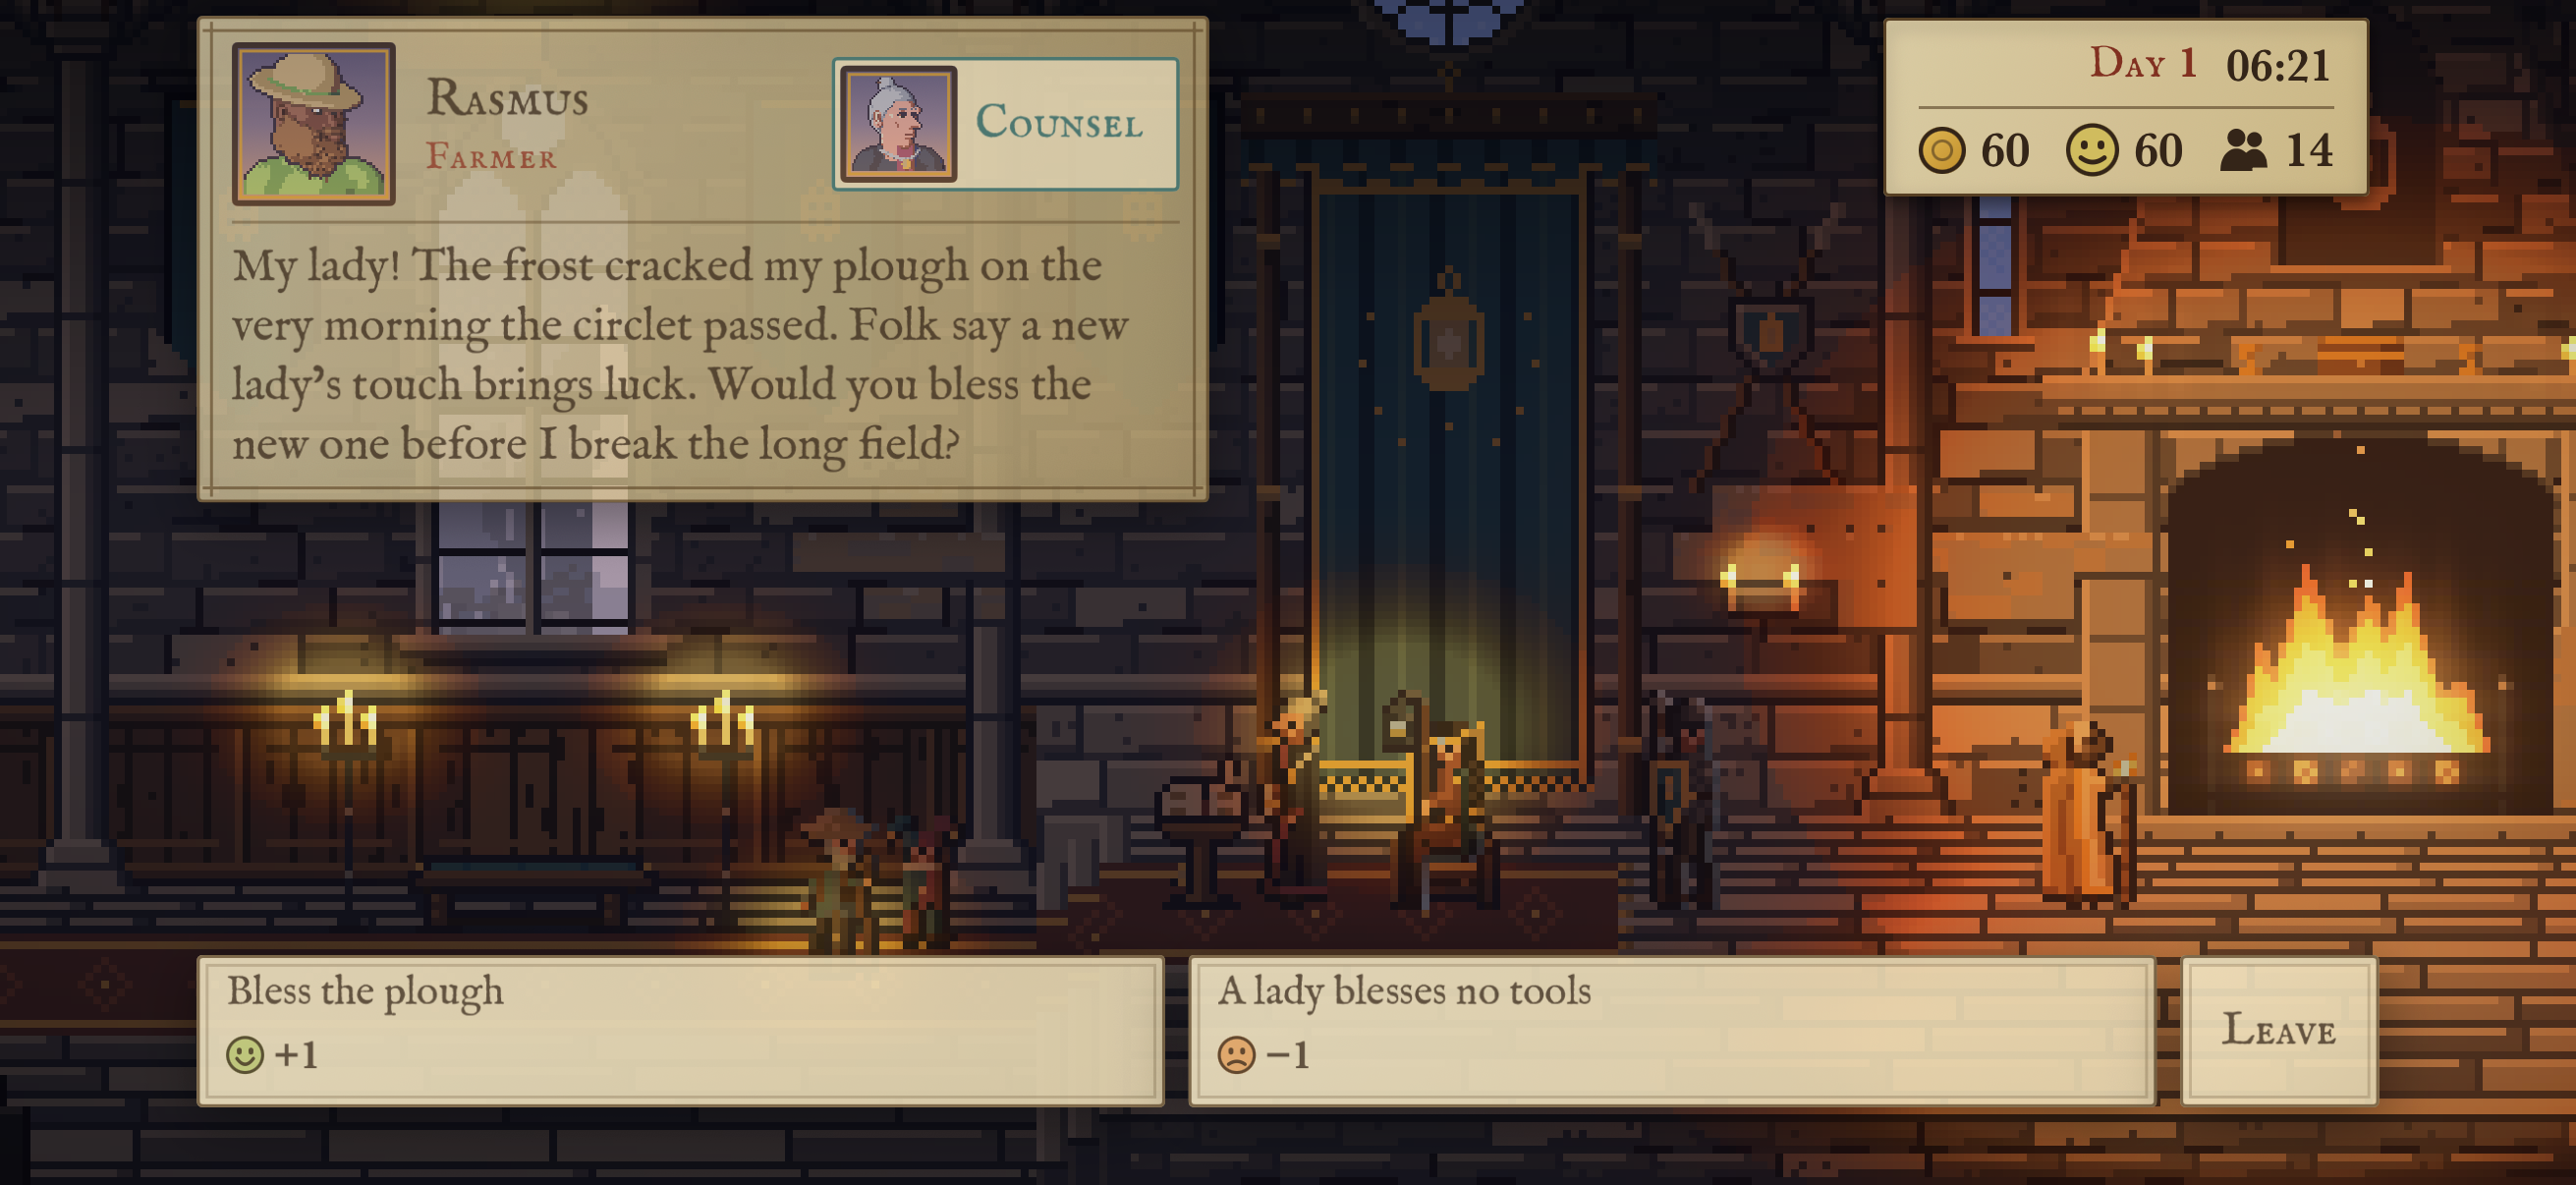 Rasmus
Farmer
Counsel
My lady! The frost cracked my plough on the
very morning the circlet passed. Folk say a new
lady's touch brings luck. Would you bless the
new one before I break the long field?
Day 1 06:21
60 60 14
Bless the plough
+1
A lady blesses no tools
−1
Leave